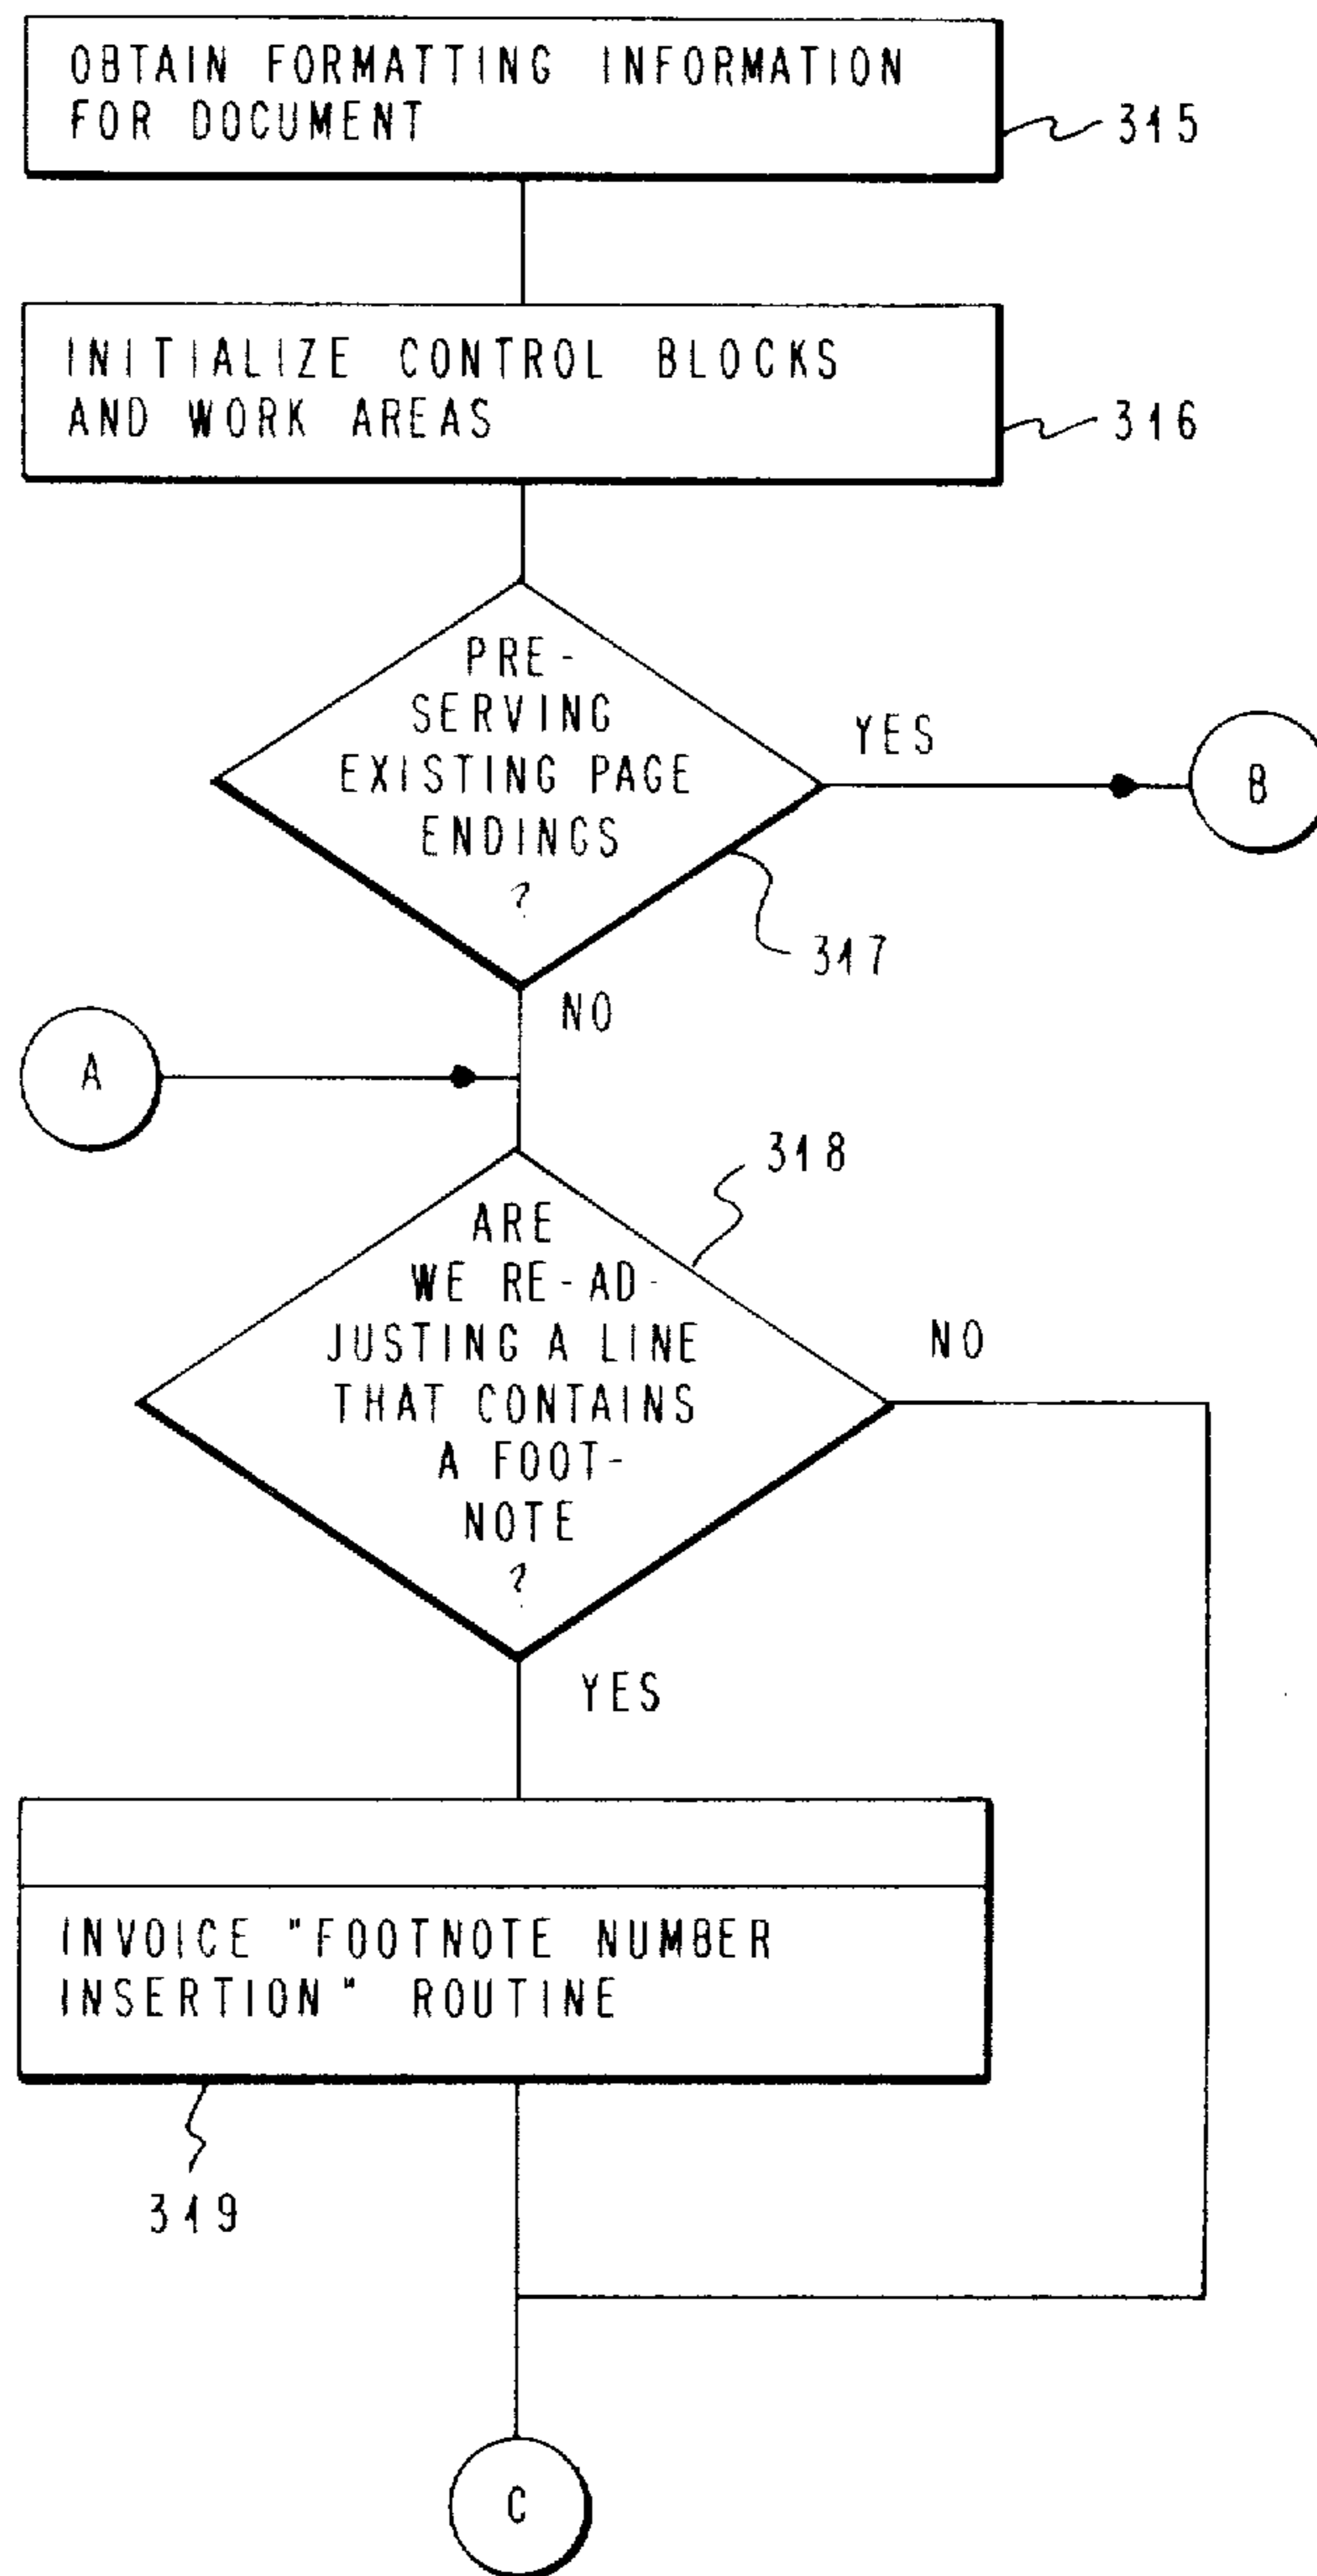 OBTAIN FORMATTING INFORMATION
FOR DOCUMENT
315
INITIALIZE CONTROL BLOCKS
AND WORK AREAS
316
PRE-
SERVING
EXISTING PAGE
ENDINGS
?
YES
B
317
NO
A
318
ARE
WE RE-AD-
JUSTING A LINE
THAT CONTAINS
A FOOT-
NOTE
?
NO
YES
INVOICE "FOOTNOTE NUMBER
INSERTION" ROUTINE
319
C